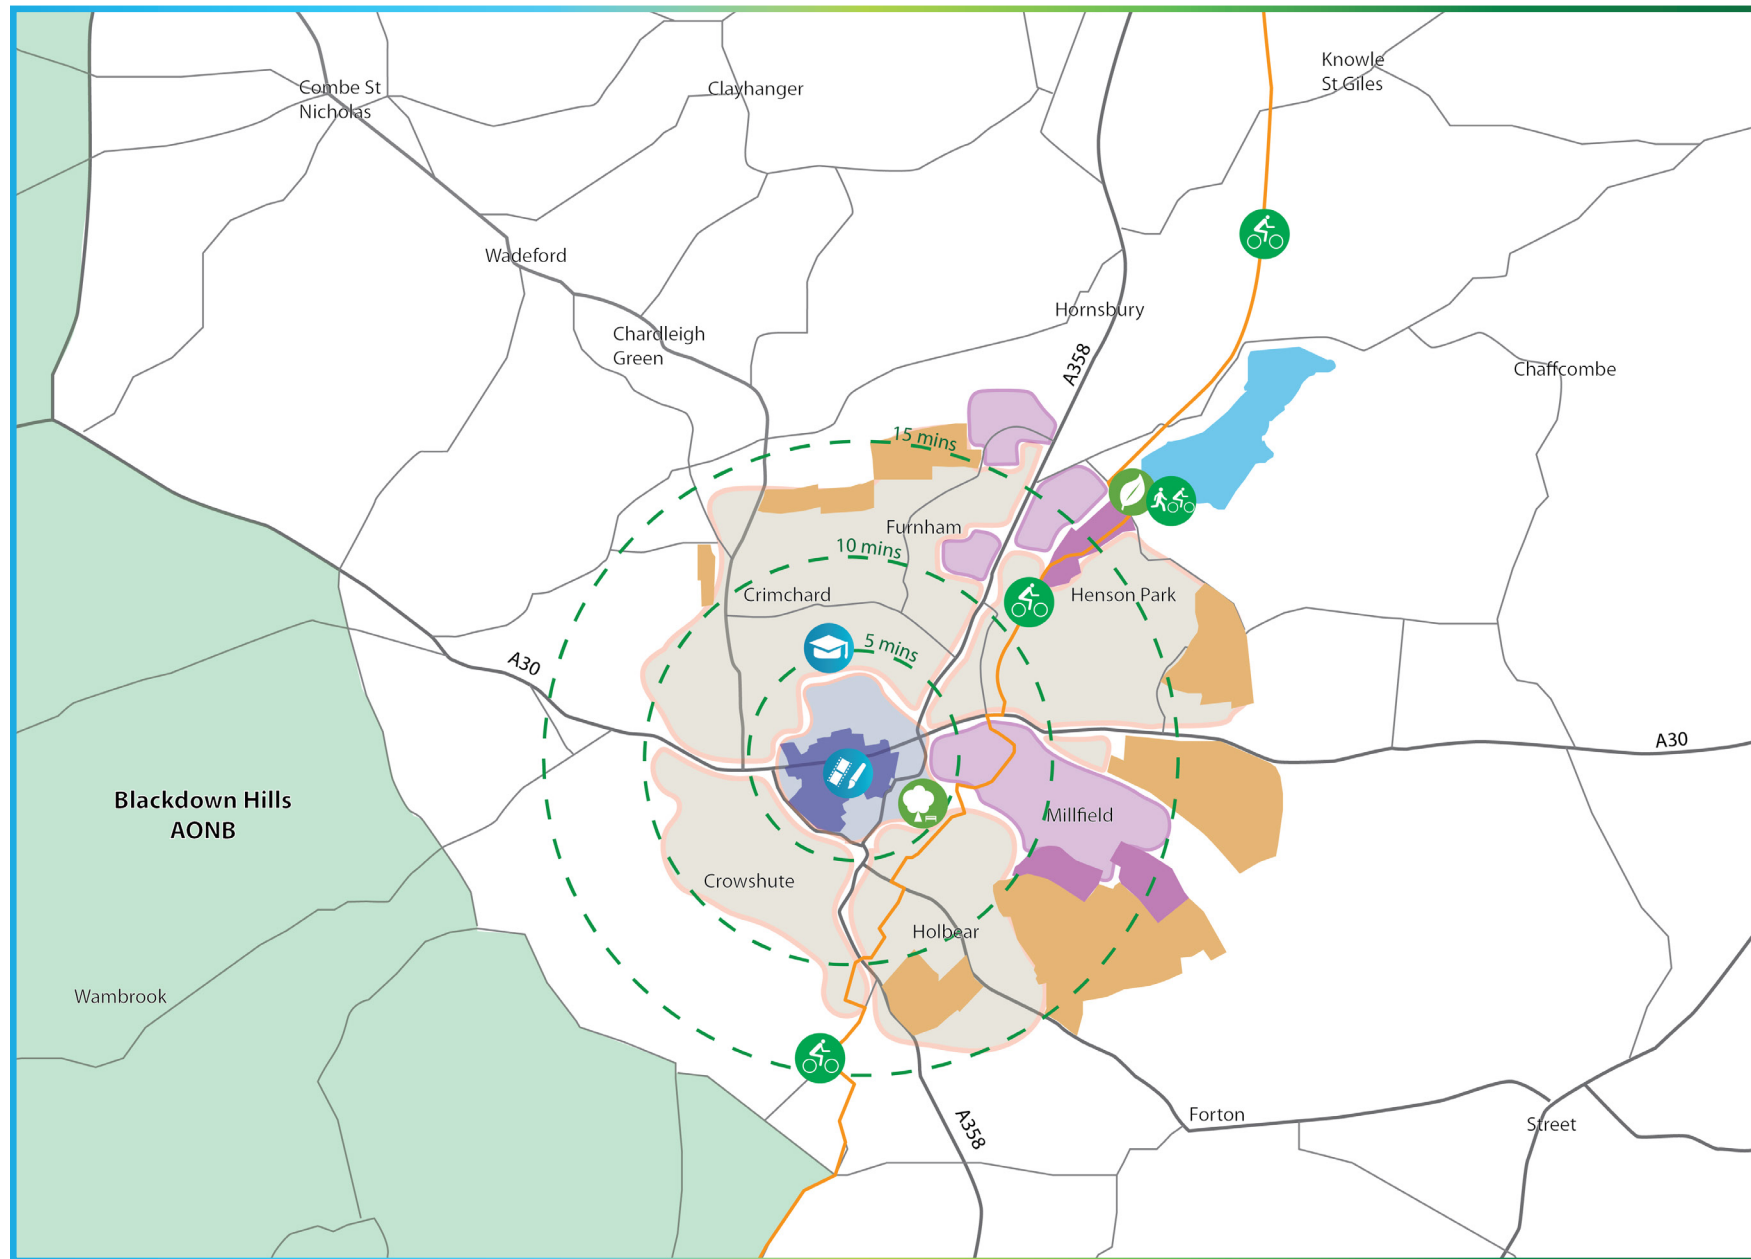 Knowle
St Giles
Combe St
Nicholas
Clayhanger
Wadeford
Hornsbury
Chardleigh
Green
A358
Chaffcombe
15 mins
Furnham
10 mins
Crimchard
Henson Park
5 mins
A30
A30
Blackdown Hills
AONB
Millfield
Crowshute
Holbear
Wambrook
Forton
A358
Street